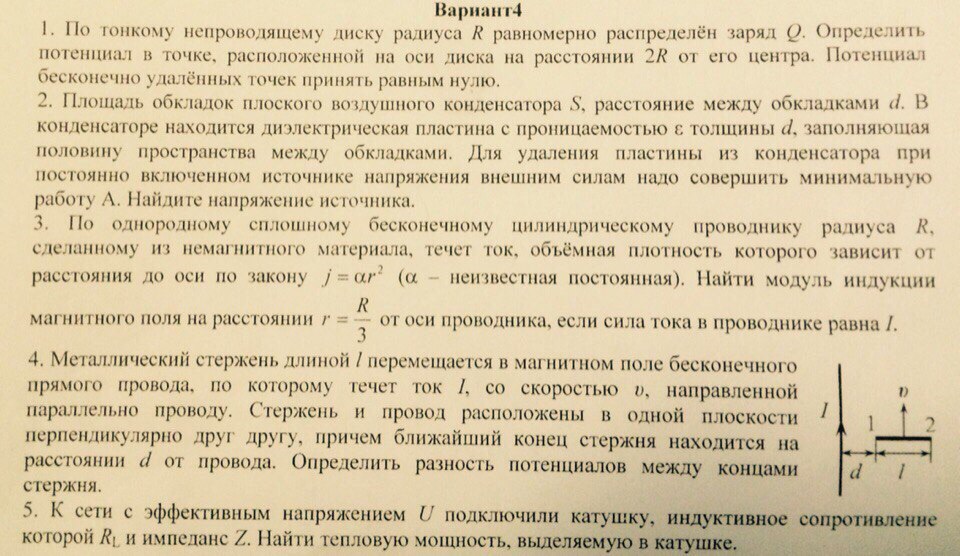 Вариант4
1. По тонкому непроводящему диску радиуса R равномерно распределён заряд Q. Определить
потенциал в точке, расположенной на оси диска на расстоянии 2R от его центра. Потенциал
бесконечно удалённых точек принять равным нулю.
2. Площадь обкладок плоского воздушного конденсатора S, расстояние между обкладками d. В
конденсаторе находится диэлектрическая пластина с проницаемостью ε толщины d, заполняющая
половину пространства между обкладками. Для удаления пластины из конденсатора при
постоянно включенном источнике напряжения внешним силам надо совершить минимальную
работу А. Найдите напряжение источника.
3. По однородному сплошному бесконечному цилиндрическому проводнику радиуса R,
сделанному из немагнитного материала, течет ток, объёмная плотность которого зависит от
расстояния до оси по закону j = αr² (α – неизвестная постоянная). Найти модуль индукции
магнитного поля на расстоянии r = R/3 от оси проводника, если сила тока в проводнике равна I.
4. Металлический стержень длиной l перемещается в магнитном поле бесконечного
прямого провода, по которому течет ток I, со скоростью υ, направленной
параллельно проводу. Стержень и провод расположены в одной плоскости
перпендикулярно друг другу, причем ближайший конец стержня находится на
расстоянии d от провода. Определить разность потенциалов между концами
стержня.
υ
I 1 2
d l
5. К сети с эффективным напряжением U подключили катушку, индуктивное сопротивление
которой R_L и импеданс Z. Найти тепловую мощность, выделяемую в катушке.